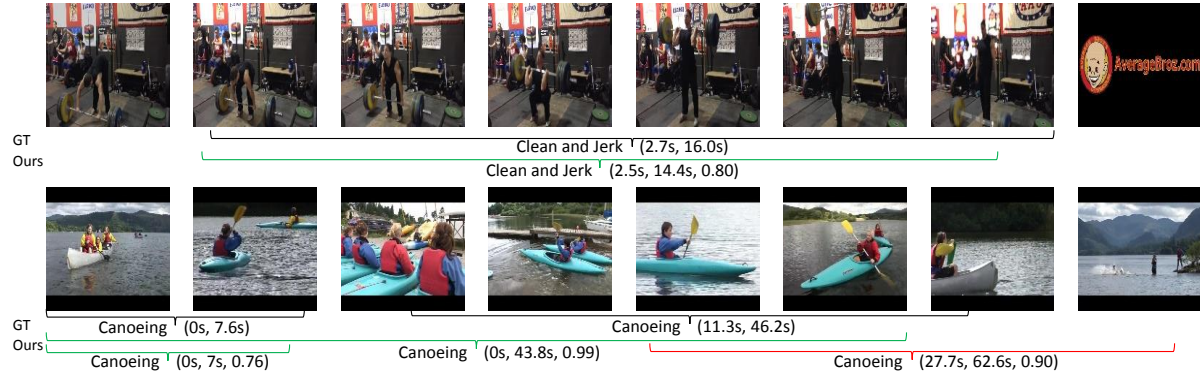 AAU
AverageBroz.com
GT
Clean and Jerk (2.7s, 16.0s)
Ours
Clean and Jerk (2.5s, 14.4s, 0.80)
GT
Canoeing (0s, 7.6s)
Canoeing (11.3s, 46.2s)
Ours
Canoeing (0s, 7s, 0.76)
Canoeing (0s, 43.8s, 0.99)
Canoeing (27.7s, 62.6s, 0.90)